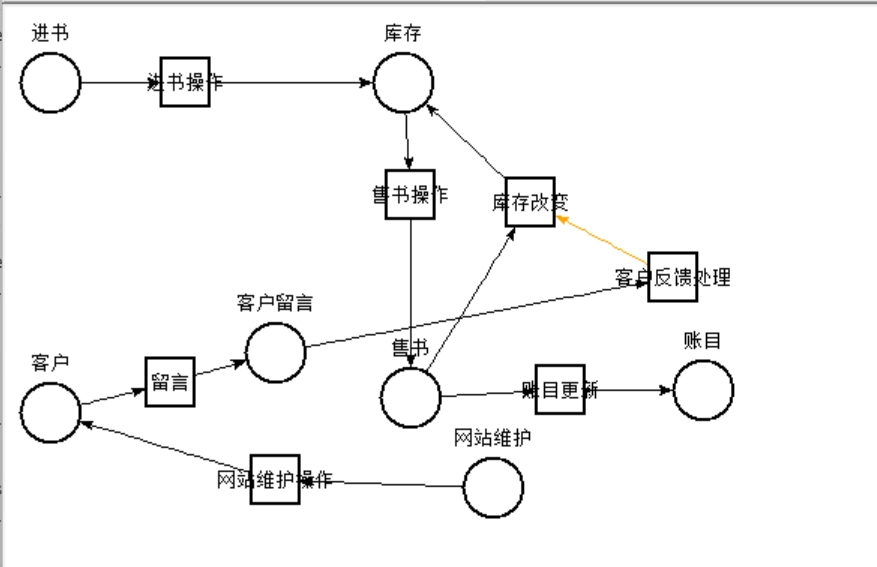 进书
库存
进书操作
售书操作
库存改变
客户反馈处理
客户留言
售书
账目
客户
留言
账目更新
网站维护
网站维护操作